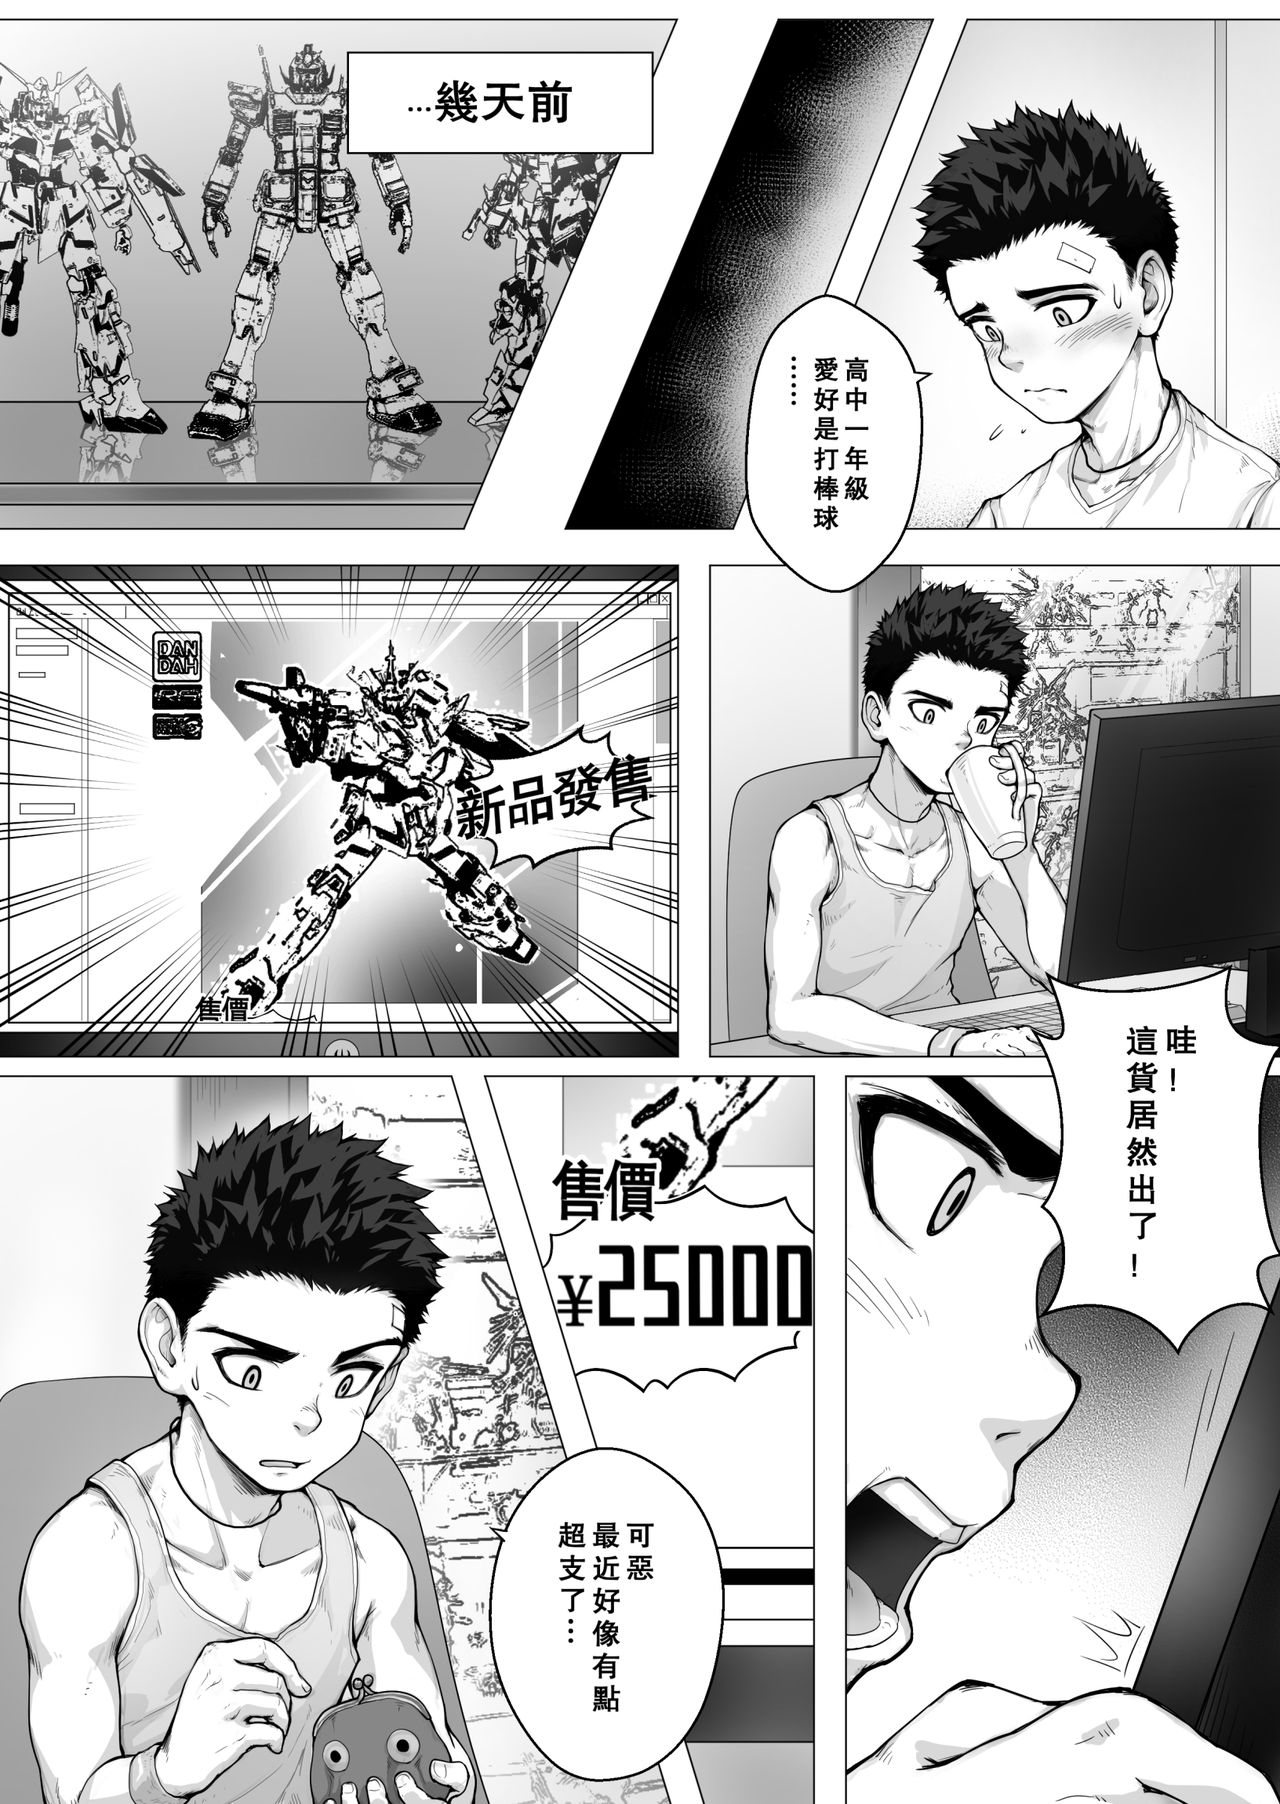 高中一年級
愛好是打棒球
……
…幾天前
DAN
DAH
新品發售
售價
哇！
這貨居然出了！
售價
¥25000
可惡
最近好像有點
超支了…